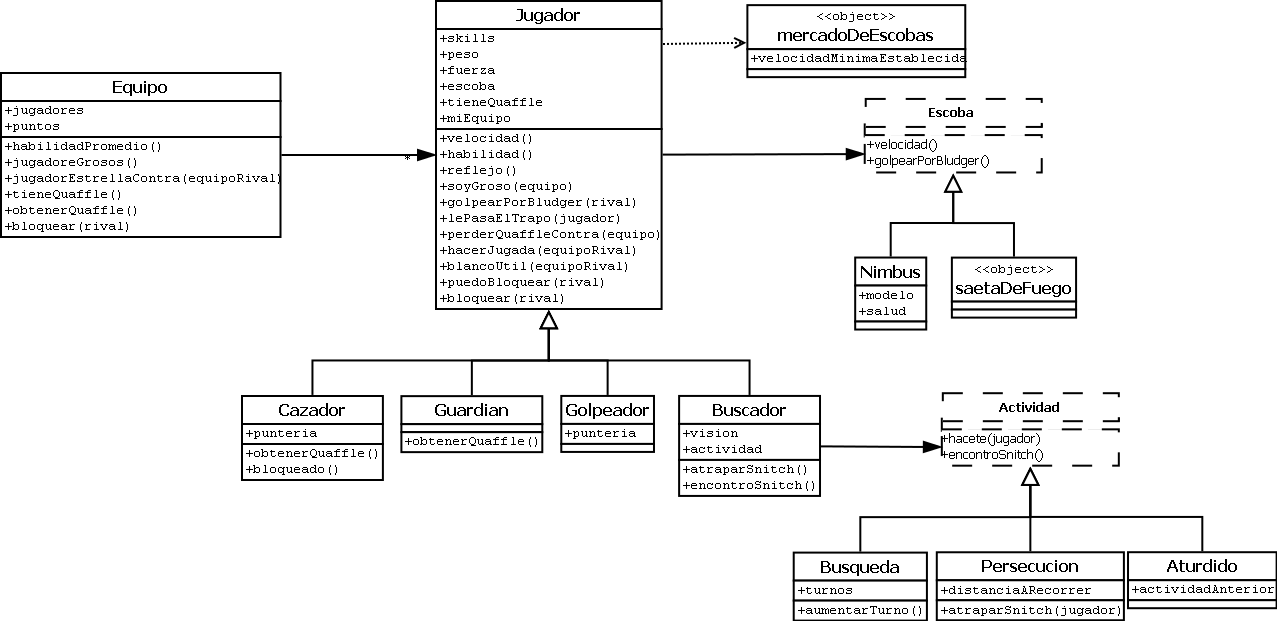 Equipo
+jugadores
+puntos
+habilidadPromedio()
+jugadoreGrosos()
+jugadorEstrellaContra(equipoRival)
+tieneQuaffle()
+obtenerQuaffle()
+bloquear(rival)
*
Jugador
+skills
+peso
+fuerza
+escoba
+tieneQuaffle
+miEquipo
+velocidad()
+habilidad()
+reflejo()
+soyGroso(equipo)
+golpearPorBludger(rival)
+lePasaElTrapo(jugador)
+perderQuaffleContra(equipo)
+hacerJugada(equipoRival)
+blancoUtil(equipoRival)
+puedoBloquear(rival)
+bloquear(rival)
<<object>>
mercadoDeEscobas
+velocidadMinimaEstablecida
Escoba
+velocidad()
+golpearPorBludger()
Nimbus
+modelo
+salud
<<object>>
saetaDeFuego
Cazador
+punteria
+obtenerQuaffle()
+bloqueado()
Guardian
+obtenerQuaffle()
Golpeador
+punteria
Buscador
+vision
+actividad
+atraparSnitch()
+encontroSnitch()
Actividad
+hacete(jugador)
+encontroSnitch()
Busqueda
+turnos
+aumentarTurno()
Persecucion
+distanciaARecorrer
+atraparSnitch(jugador)
Aturdido
+actividadAnterior